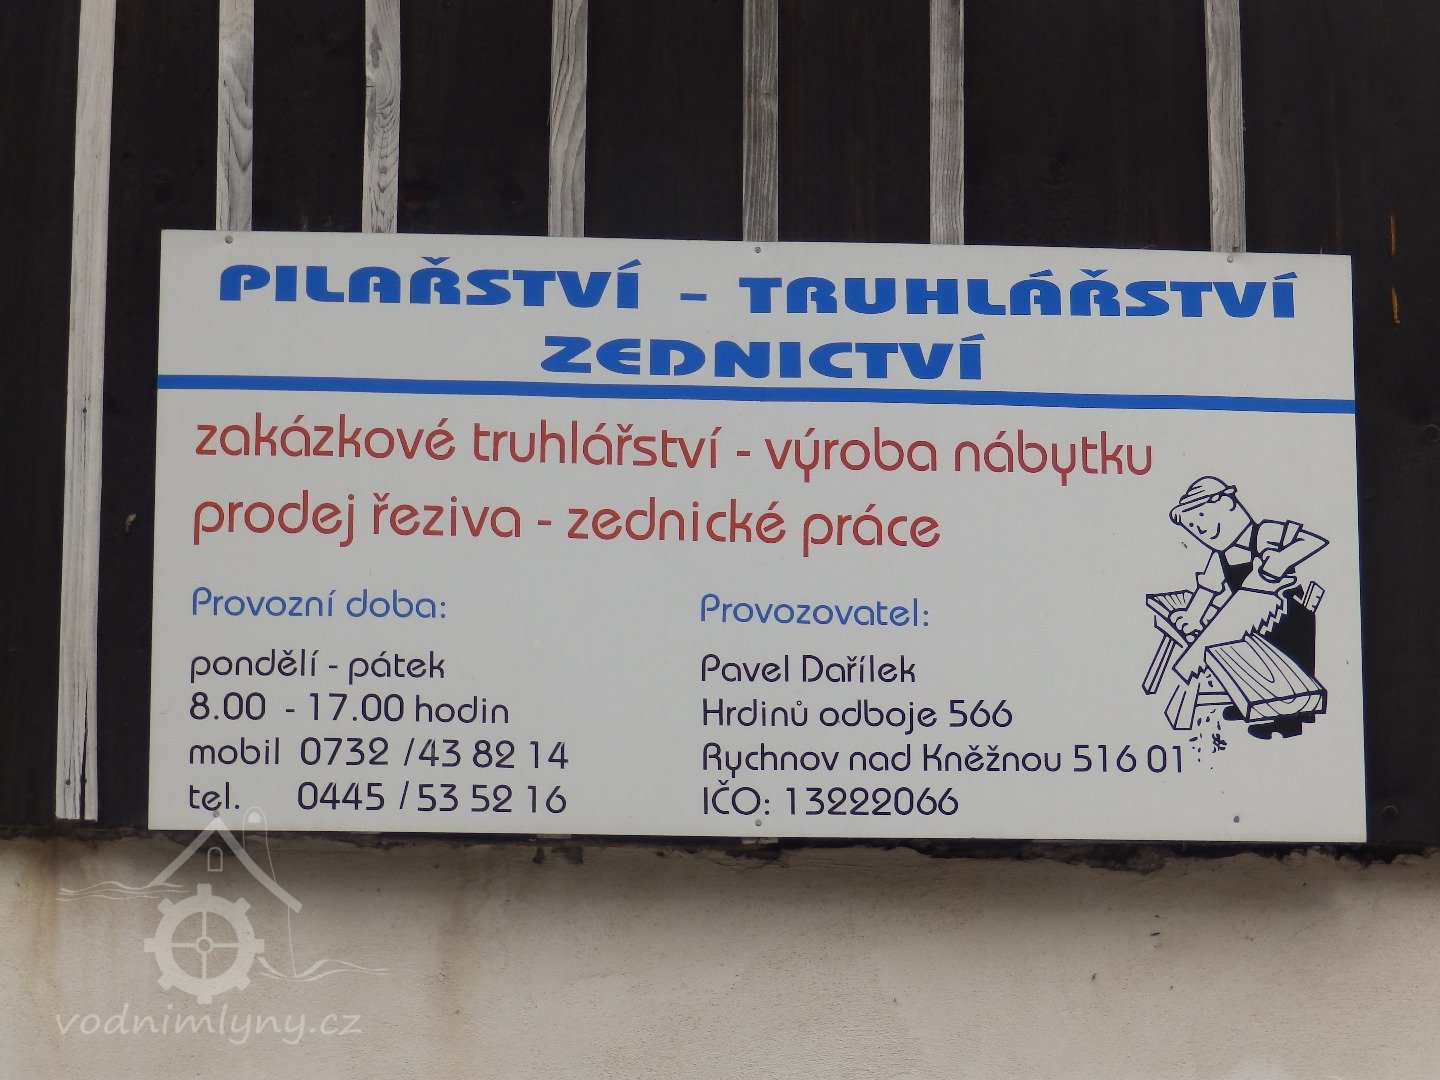 PILAŘSTVÍ - TRUHLÁŘSTVÍ
ZEDNICTVÍ
zakázkové truhlářství - výroba nábytku
prodej řeziva - zednické práce
Provozní doba:
pondělí - pátek
8.00 - 17.00 hodin
mobil 0732 / 43 82 14
tel. 0445 / 53 52 16
Provozovatel:
Pavel Dařílek
Hrdinů odboje 566
Rychnov nad Kněžnou 516 01
IČO: 13222066
vodnimlyny.cz